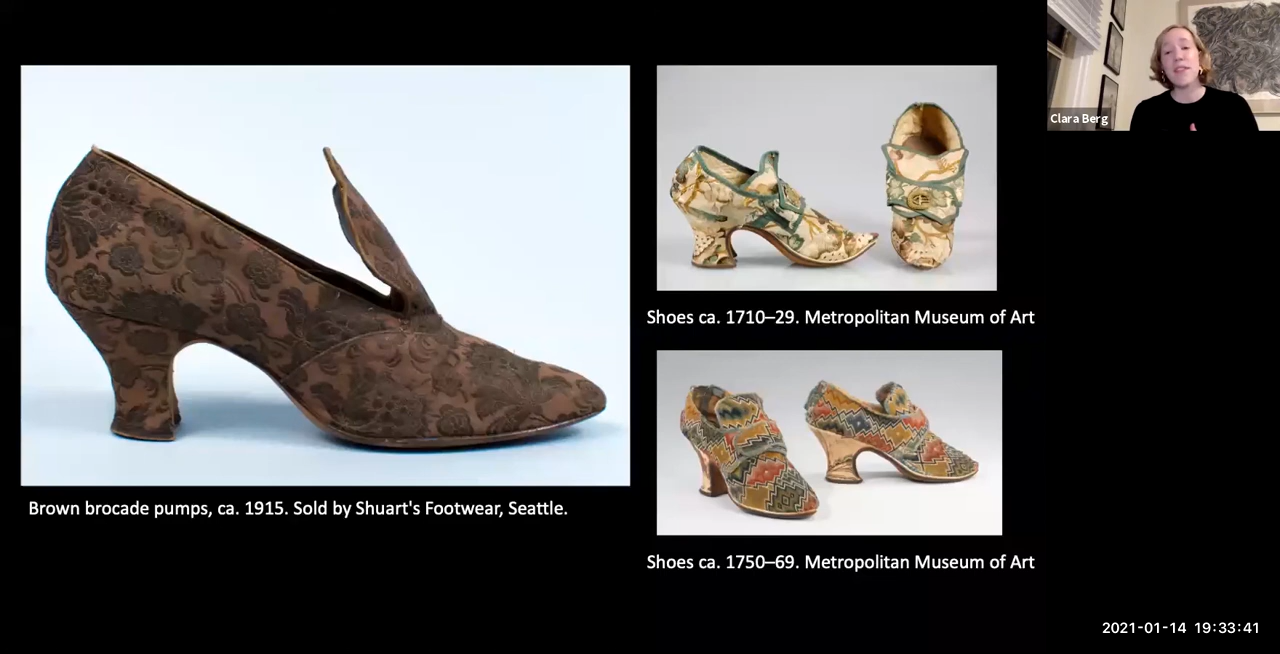 Clara Berg
Shoes ca. 1710–29. Metropolitan Museum of Art
Brown brocade pumps, ca. 1915. Sold by Shuart's Footwear, Seattle.
Shoes ca. 1750–69. Metropolitan Museum of Art
2021-01-14 19:33:41